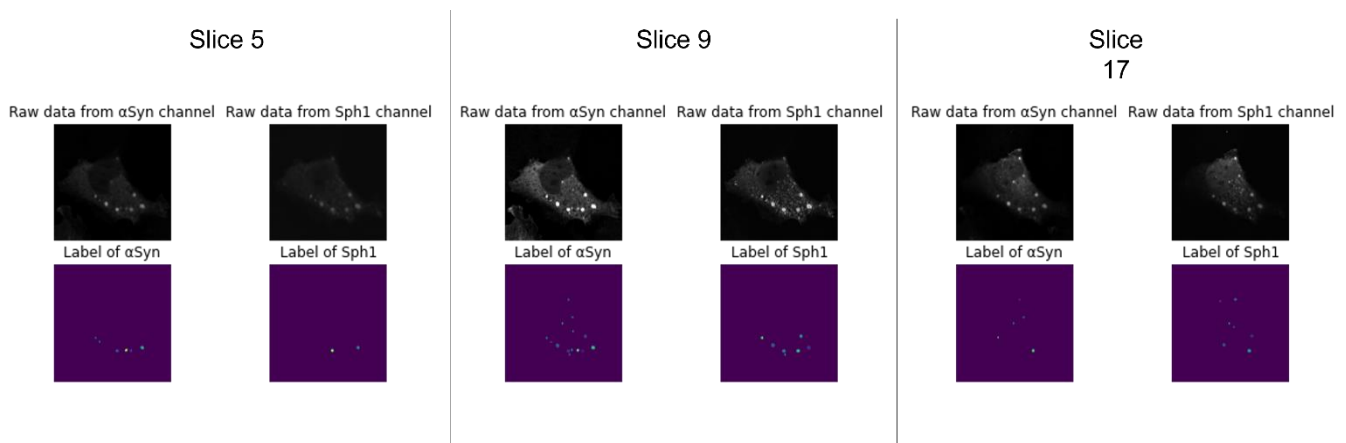 Slice 5
Raw data from αSyn channel
Raw data from Sph1 channel
Label of αSyn
Label of Sph1
Slice 9
Raw data from αSyn channel
Raw data from Sph1 channel
Label of αSyn
Label of Sph1
Slice
17
Raw data from αSyn channel
Raw data from Sph1 channel
Label of αSyn
Label of Sph1